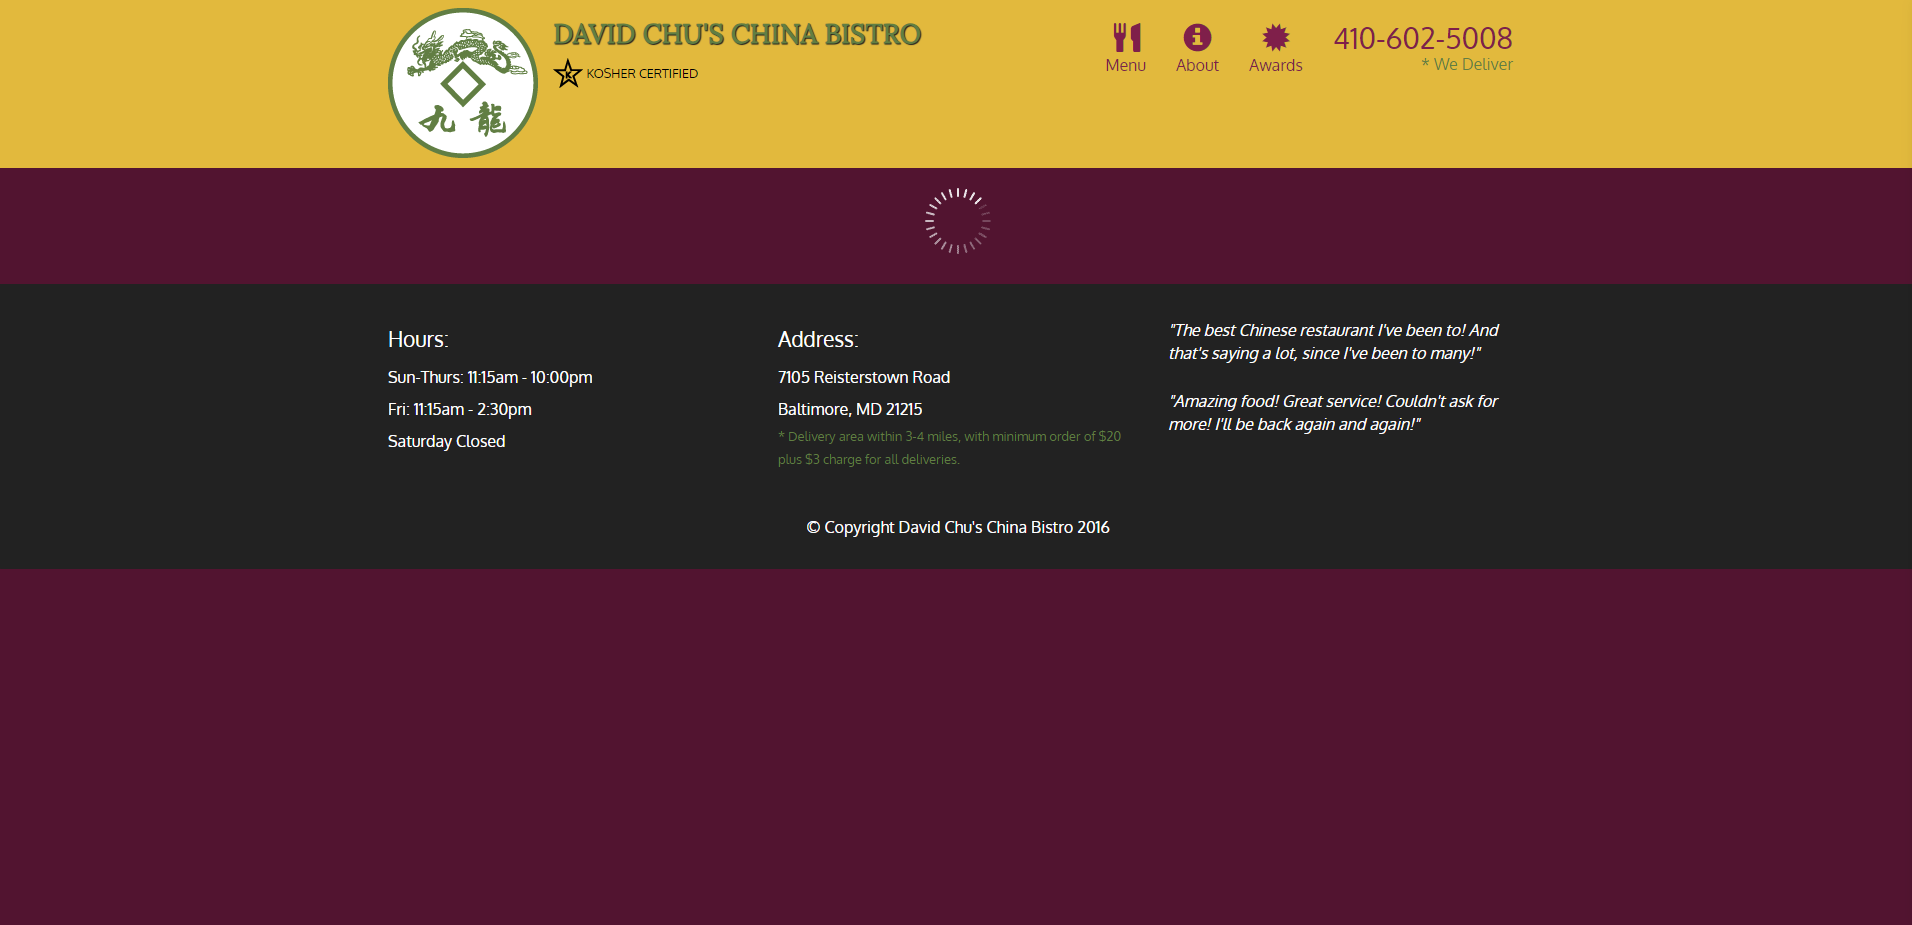 九 龍
DAVID CHU'S CHINA BISTRO
K KOSHER CERTIFIED
Menu
About
Awards
410-602-5008
* We Deliver
Hours:
Sun-Thurs: 11:15am - 10:00pm
Fri: 11:15am - 2:30pm
Saturday Closed
Address:
7105 Reisterstown Road
Baltimore, MD 21215
* Delivery area within 3-4 miles, with minimum order of $20
plus $3 charge for all deliveries.
"The best Chinese restaurant I've been to! And
that's saying a lot, since I've been to many!"
"Amazing food! Great service! Couldn't ask for
more! I'll be back again and again!"
© Copyright David Chu's China Bistro 2016